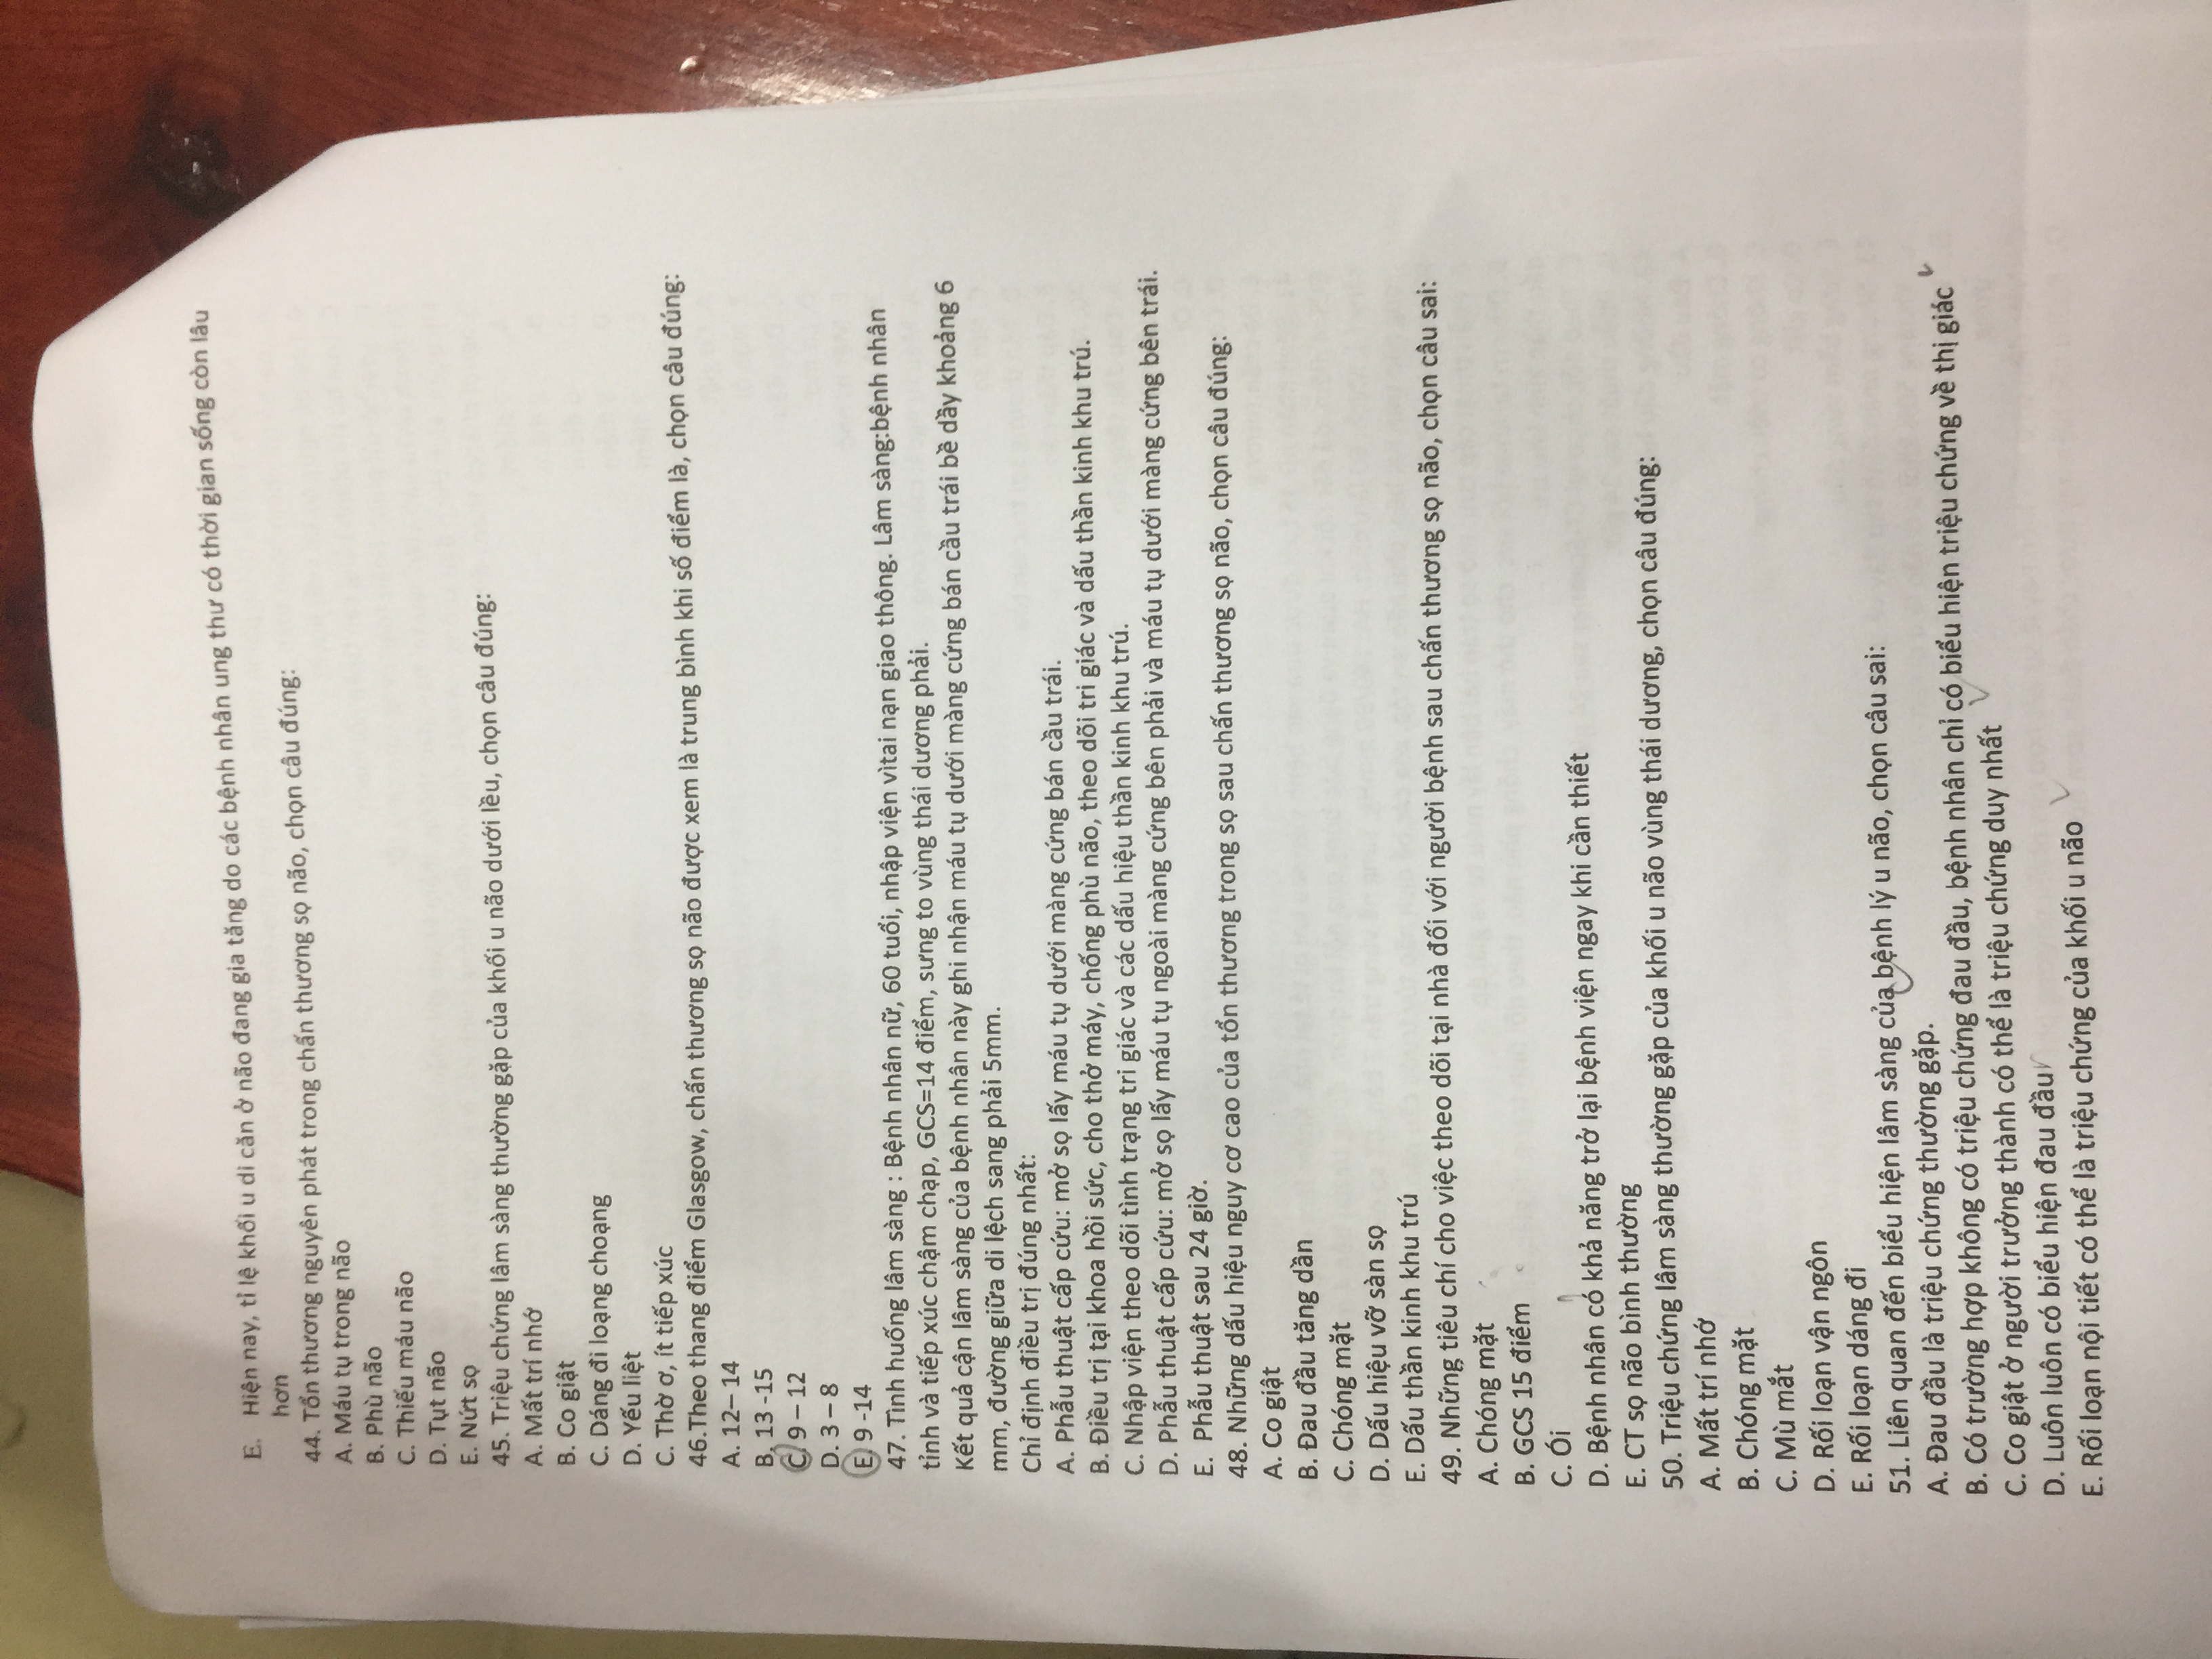 E. Hiện nay, tỉ lệ khối u di căn ở não đang gia tăng do các bệnh nhân ung thư có thời gian sống còn lâu
hơn
44. Tổn thương nguyên phát trong chấn thương sọ não, chọn câu đúng:
A. Máu tụ trong não
B. Phù não
C. Thiếu máu não
D. Tụt não
E. Nứt sọ
45. Triệu chứng lâm sàng thường gặp của khối u não dưới lều, chọn câu đúng:
A. Mất trí nhớ
B. Co giật
C. Dáng đi loạng choạng
D. Yếu liệt
C. Thờ ơ, ít tiếp xúc
46.Theo thang điểm Glasgow, chấn thương sọ não được xem là trung bình khi số điểm là, chọn câu đúng:
A. 12– 14
B. 13 -15
C. 9 – 12
D. 3 – 8
E. 9 -14
47. Tình huống lâm sàng : Bệnh nhân nữ, 60 tuổi, nhập viện vìtai nạn giao thông. Lâm sàng:bệnh nhân
tỉnh và tiếp xúc chậm chạp, GCS=14 điểm, sưng to vùng thái dương phải.
Kết quả cận lâm sàng của bệnh nhân này ghi nhận máu tụ dưới màng cứng bán cầu trái bề dầy khoảng 6
mm, đường giữa di lệch sang phải 5mm.
Chỉ định điều trị đúng nhất:
A. Phẫu thuật cấp cứu: mở sọ lấy máu tụ dưới màng cứng bán cầu trái.
B. Điều trị tại khoa hồi sức, cho thở máy, chống phù não, theo dõi tri giác và dấu thần kinh khu trú.
C. Nhập viện theo dõi tình trạng tri giác và các dấu hiệu thần kinh khu trú.
D. Phẫu thuật cấp cứu: mở sọ lấy máu tụ ngoài màng cứng bên phải và máu tụ dưới màng cứng bên trái.
E. Phẫu thuật sau 24 giờ.
48. Những dấu hiệu nguy cơ cao của tổn thương trong sọ sau chấn thương sọ não, chọn câu đúng:
A. Co giật
B. Đau đầu tăng dần
C. Chóng mặt
D. Dấu hiệu vỡ sàn sọ
E. Dấu thần kinh khu trú
49. Những tiêu chí cho việc theo dõi tại nhà đối với người bệnh sau chấn thương sọ não, chọn câu sai:
A. Chóng mặt
B. GCS 15 điểm
C. Ói
D. Bệnh nhân có khả năng trở lại bệnh viện ngay khi cần thiết
E. CT sọ não bình thường
50. Triệu chứng lâm sàng thường gặp của khối u não vùng thái dương, chọn câu đúng:
A. Mất trí nhớ
B. Chóng mặt
C. Mù mắt
D. Rối loạn vận ngôn
E. Rối loạn dáng đi
51. Liên quan đến biểu hiện lâm sàng của bệnh lý u não, chọn câu sai:
A. Đau đầu là triệu chứng thường gặp.
B. Có trường hợp không có triệu chứng đau đầu, bệnh nhân chỉ có biểu hiện triệu chứng về thị giác
C. Co giật ở người trưởng thành có thể là triệu chứng duy nhất
D. Luôn luôn có biểu hiện đau đầu
E. Rối loạn nội tiết có thể là triệu chứng của khối u não